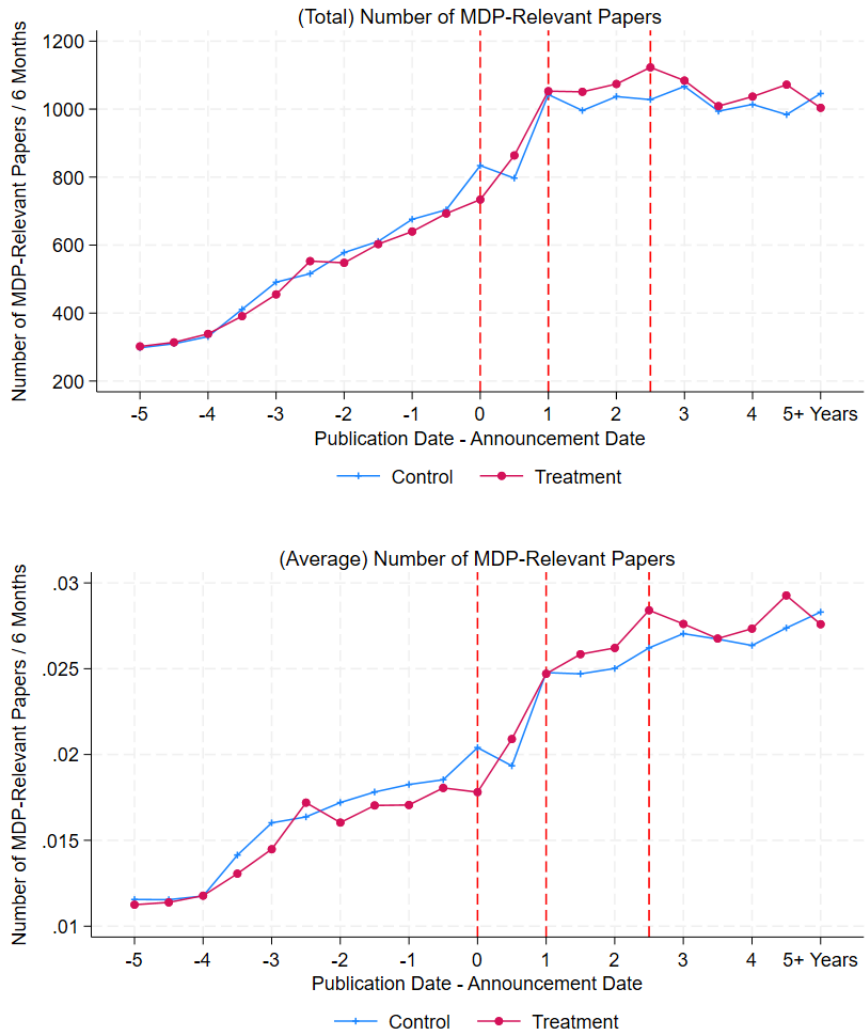 (Total) Number of MDP-Relevant Papers
Number of MDP-Relevant Papers / 6 Months
1200
1000
800
600
400
200
-5 -4 -3 -2 -1 0 1 2 3 4 5+ Years
Publication Date - Announcement Date
Control Treatment
(Average) Number of MDP-Relevant Papers
Number of MDP-Relevant Papers / 6 Months
.03
.025
.02
.015
.01
-5 -4 -3 -2 -1 0 1 2 3 4 5+ Years
Publication Date - Announcement Date
Control Treatment